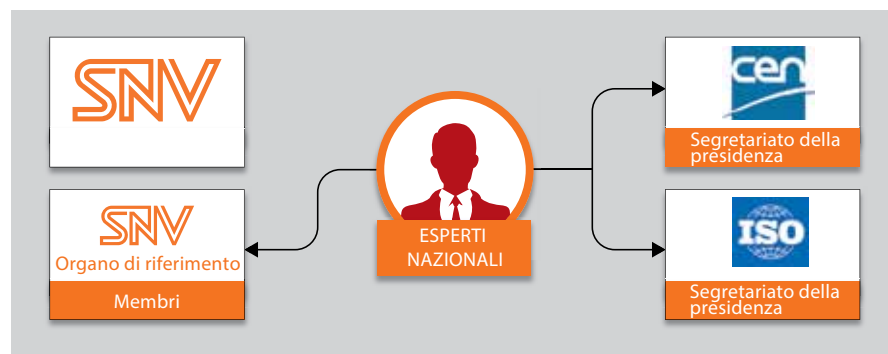 SNV
SNV
Organo di riferimento
Membri
ESPERTI
NAZIONALI
cen
Segretariato della
presidenza
ISO
Segretariato della
presidenza